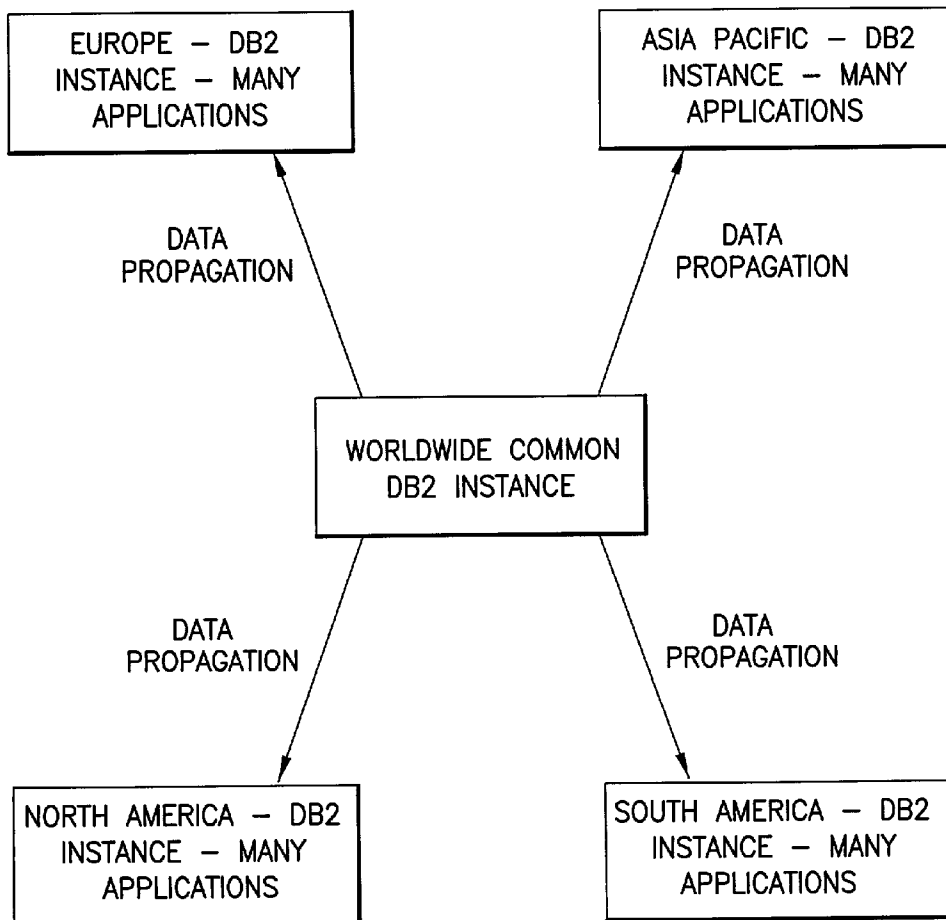 EUROPE – DB2
INSTANCE – MANY
APPLICATIONS
ASIA PACIFIC – DB2
INSTANCE – MANY
APPLICATIONS
DATA
PROPAGATION
DATA
PROPAGATION
WORLDWIDE COMMON
DB2 INSTANCE
DATA
PROPAGATION
DATA
PROPAGATION
NORTH AMERICA – DB2
INSTANCE – MANY
APPLICATIONS
SOUTH AMERICA – DB2
INSTANCE – MANY
APPLICATIONS